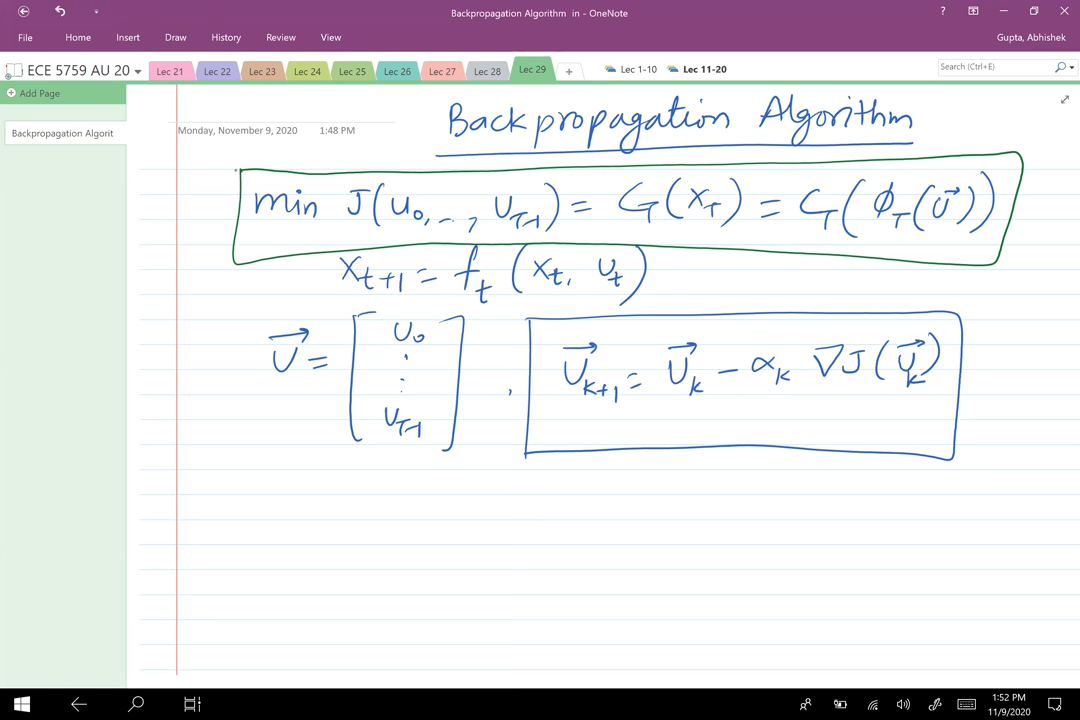 Backpropagation Algorithm in - OneNote
File Home Insert Draw History Review View
Gupta, Abhishek
ECE 5759 AU 20
Lec 21 Lec 22 Lec 23 Lec 24 Lec 25 Lec 26 Lec 27 Lec 28 Lec 29 + Lec 1-10 Lec 11-20
Search (Ctrl+E)
Add Page
Backpropagation Algorit
Monday, November 9, 2020 1:48 PM
Backpropagation Algorithm
min J(u₀, ..., u_{T-1}) = C_T(x_T) = C_T(ϕ_T(U⃗))
x_{t+1} = f_t(x_t, u_t)
U⃗ = [u₀ ⋮ u_{T-1}], U⃗_{k+1} = U⃗_k - α_k ∇J(U⃗_k)
1:52 PM
11/9/2020